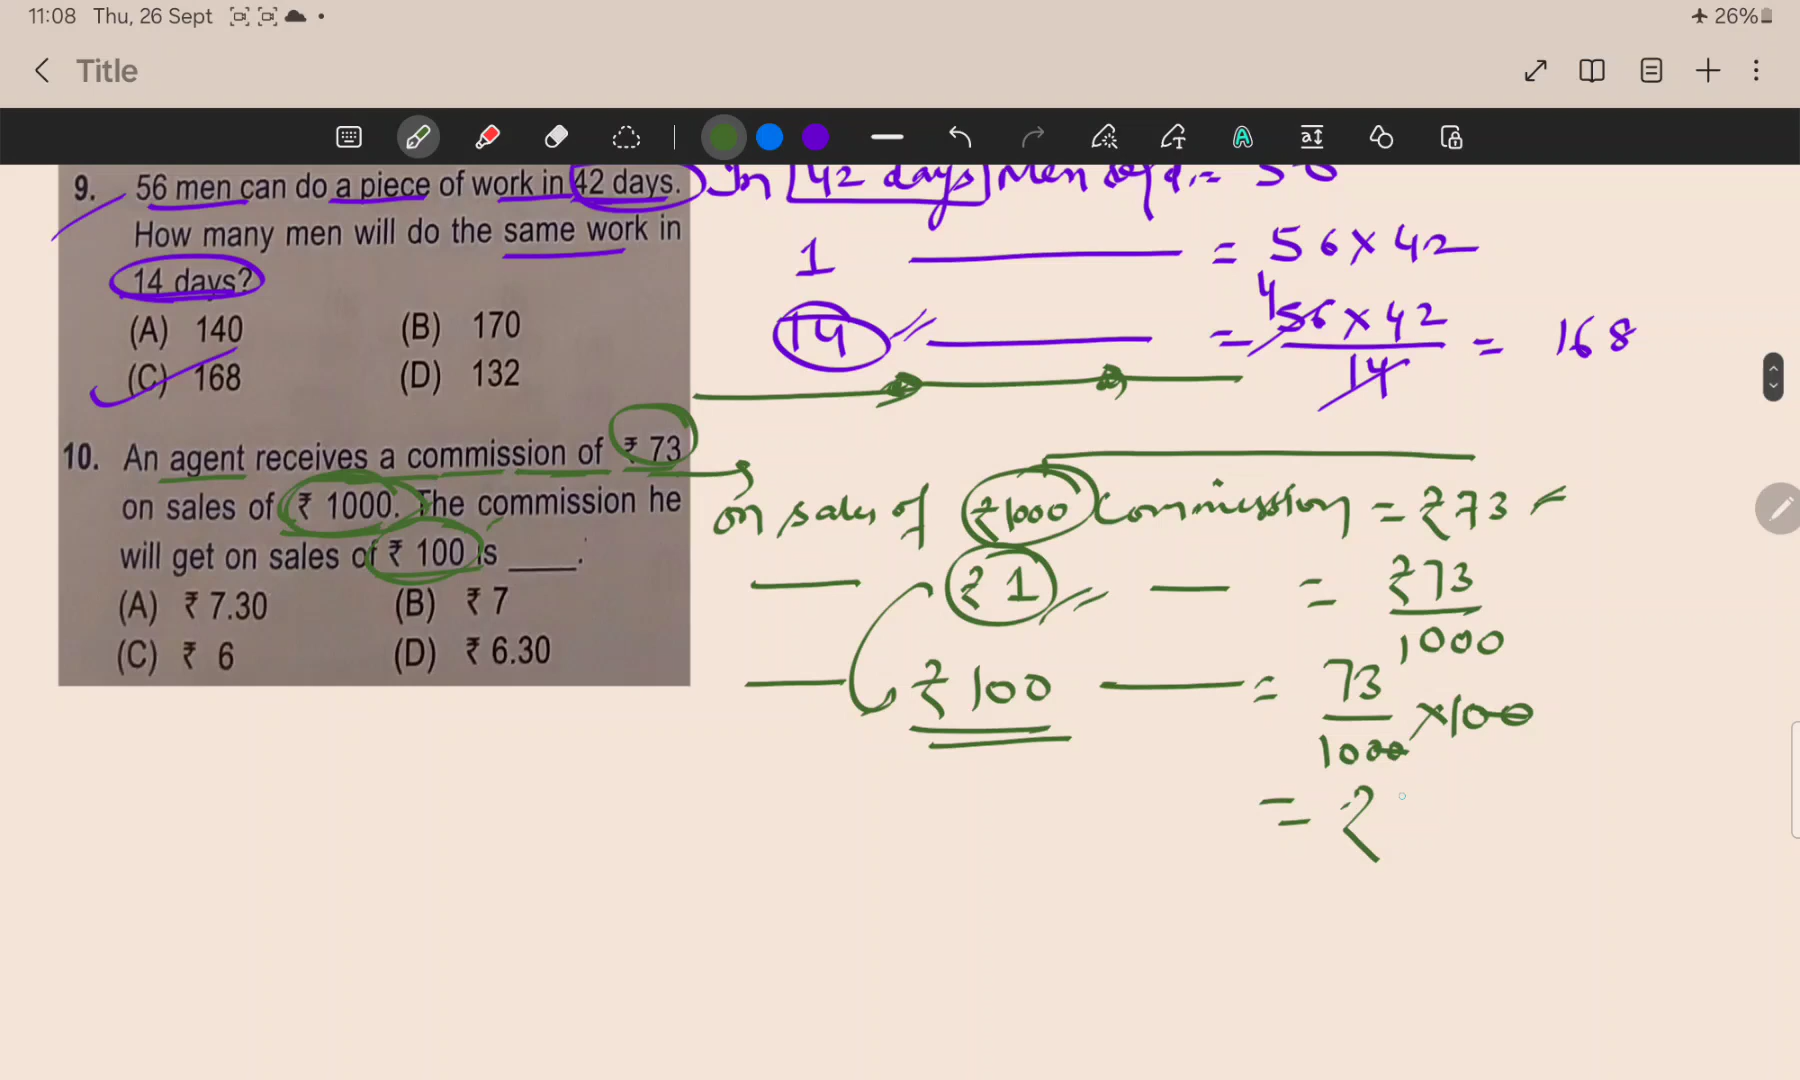 11:08 Thu, 26 Sept
26%
Title
9. 56 men can do a piece of work in 42 days.
How many men will do the same work in
14 days?
(A) 140 (B) 170
(C) 168 (D) 132
In 42 days Men = 56
1 = 56 × 42
14 = 56 × 42 / 14 = 168
4
10. An agent receives a commission of ₹ 73
on sales of ₹ 1000. The commission he
will get on sales of ₹ 100 is ____.
(A) ₹ 7.30 (B) ₹ 7
(C) ₹ 6 (D) ₹ 6.30
on sales of ₹1000 Commission = ₹73
₹ 1 = ₹73 / 1000
₹ 100 = 73 / 1000 × 100
= ₹